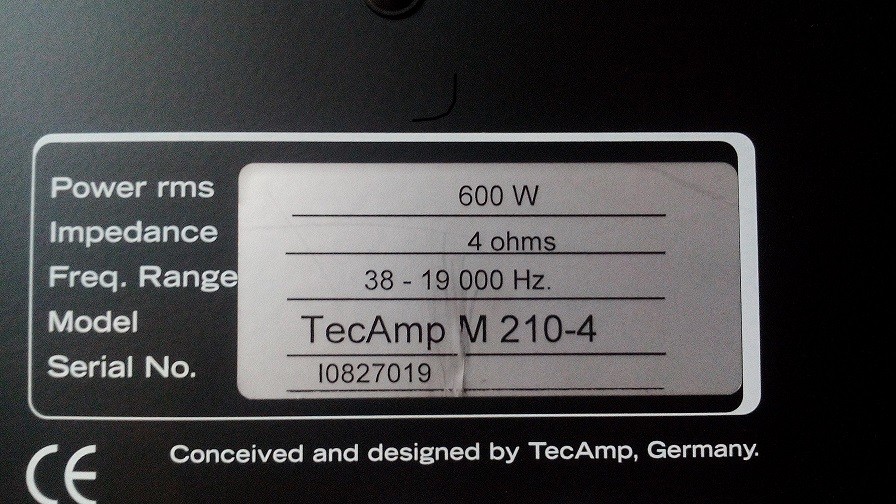 Power rms 600 W
Impedance 4 ohms
Freq. Range 38 - 19 000 Hz.
Model TecAmp M 210-4
Serial No. I0827019
CE Conceived and designed by TecAmp, Germany.